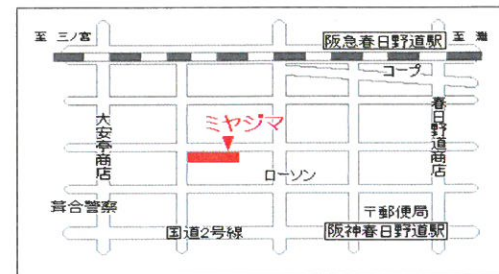 至 三ノ宮
阪急春日野道駅
至 灘
コープ
大安亭商店
ミヤジマ
春日野道商店
ローソン
葺合警察
〒郵便局
国道2号線
阪神春日野道駅